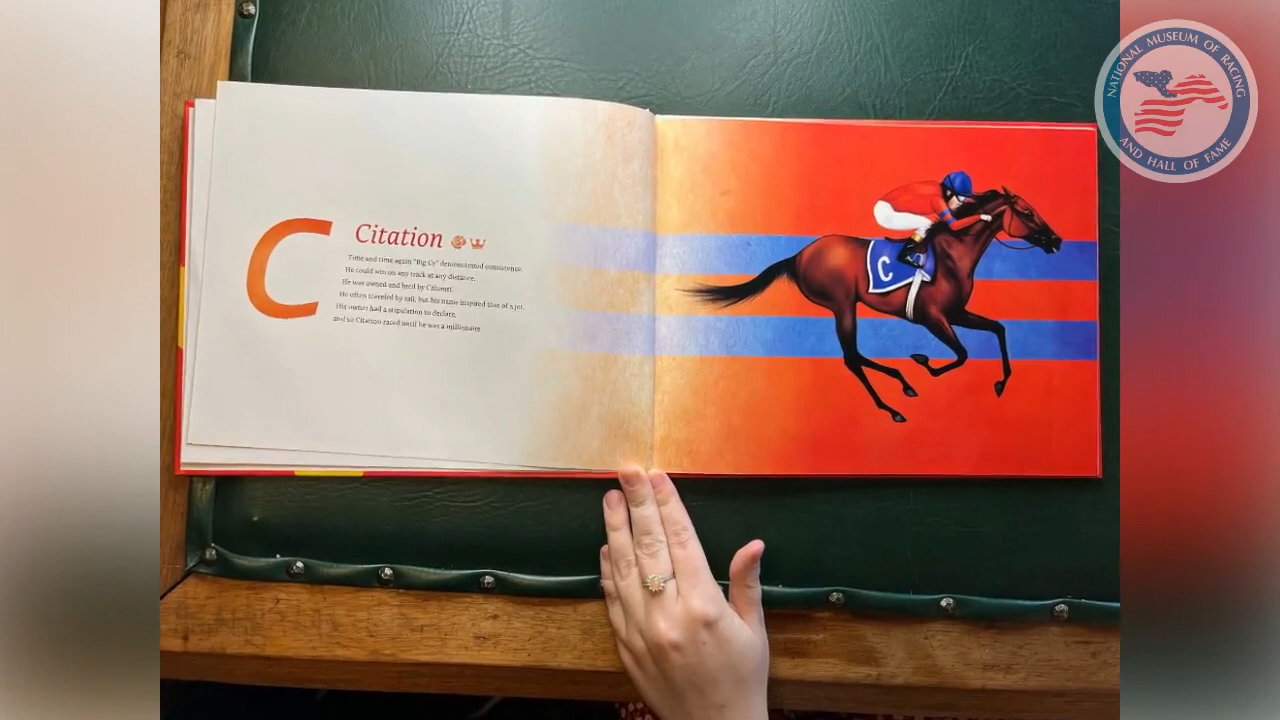 C
Citation
Time and time again "Big Cy" demonstrated consistence.
He could win on any track at any distance.
He was owned and bred by Calumet.
He often traveled by rail, but his name inspired that of a jet.
His owner had a stipulation to declare,
and so Citation raced until he was a millionaire.
C
NATIONAL MUSEUM OF RACING
AND HALL OF FAME